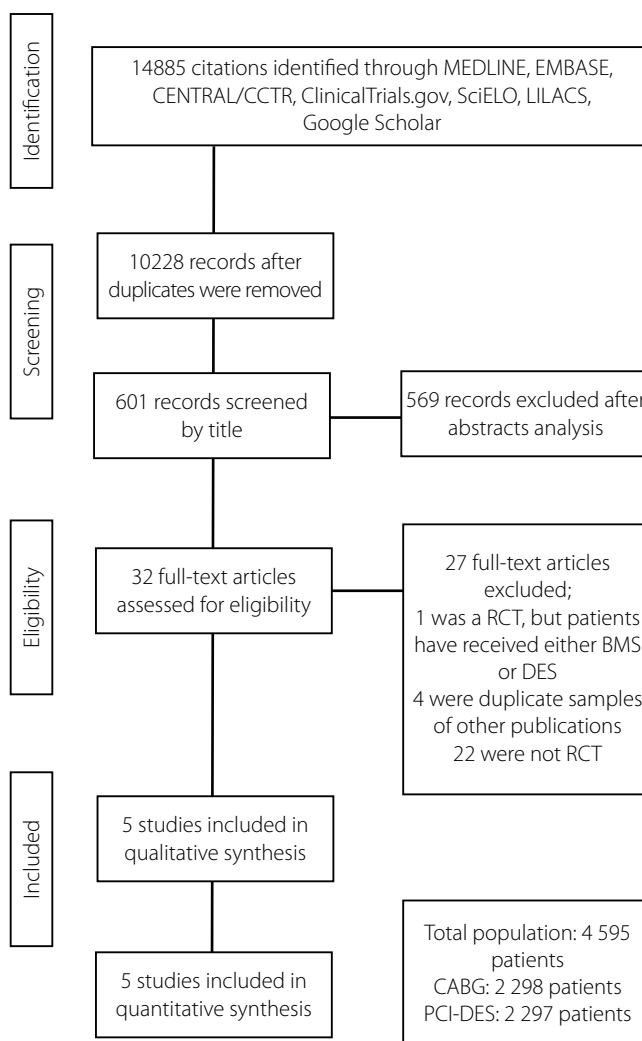 Identification
14885 citations identified through MEDLINE, EMBASE,
CENTRAL/CCTR, ClinicalTrials.gov, SciELO, LILACS,
Google Scholar
Screening
10228 records after
duplicates were removed
601 records screened
by title
569 records excluded after
abstracts analysis
Eligibility
32 full-text articles
assessed for eligibility
27 full-text articles
excluded;
1 was a RCT, but patients
have received either BMS
or DES
4 were duplicate samples
of other publications
22 were not RCT
Included
5 studies included in
qualitative synthesis
5 studies included in
quantitative synthesis
Total population: 4 595
patients
CABG: 2 298 patients
PCI-DES: 2 297 patients